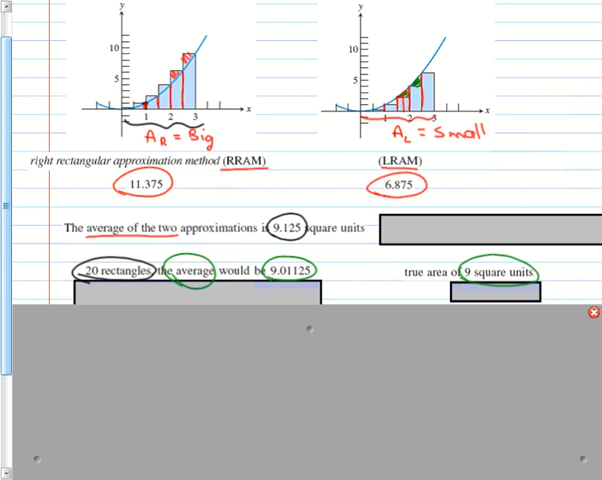 y
10
5
1 2 3 x
y
10
5
1 2 3 x
A_R = Big
A_L = Small
right rectangular approximation method (RRAM)
(LRAM)
11.375
6.875
The average of the two approximations is 9.125 square units
20 rectangles, the average would be 9.01125
true area of 9 square units